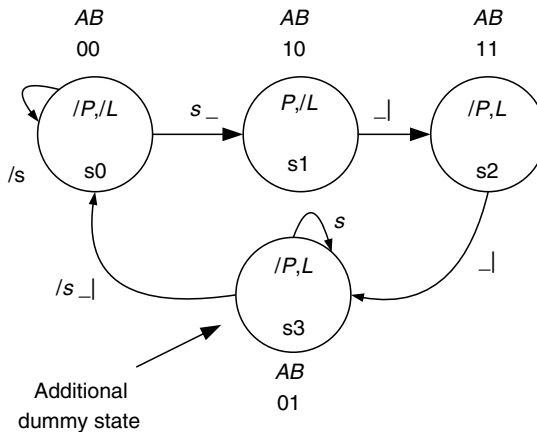 AB AB AB
00 10 11
/P,/L s _ P,/L _| /P,L
/s s0 s1 s2
s
/s _| /P,L _|
s3
Additional
dummy state
AB
01